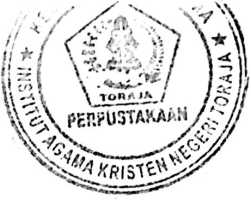 TORAJA
PERPUSTAKAAN
★ INSTITUT AGAMA KRISTEN NEGERI TORAJA ★